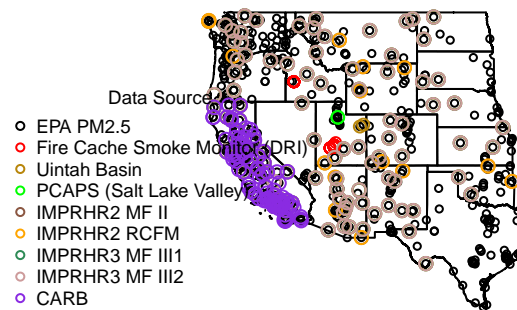 Data Source
EPA PM2.5
Fire Cache Smoke Monitor (DRI)
Uintah Basin
PCAPS (Salt Lake Valley)
IMPRHR2 MF II
IMPRHR2 RCFM
IMPRHR3 MF III1
IMPRHR3 MF III2
CARB